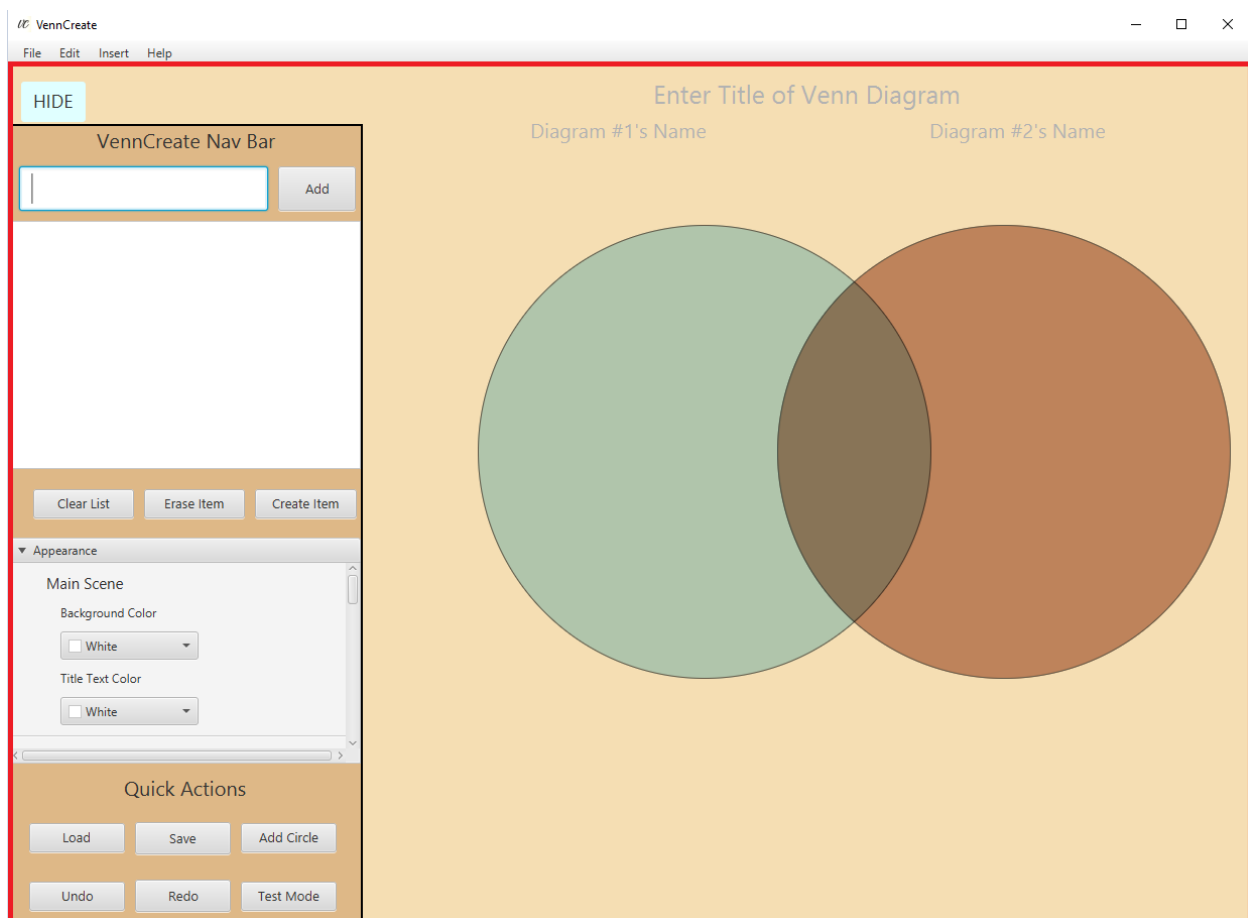 VC VennCreate
File Edit Insert Help
HIDE
Enter Title of Venn Diagram
Diagram #1's Name Diagram #2's Name
VennCreate Nav Bar
Add
Clear List Erase Item Create Item
Appearance
Main Scene
Background Color
White
Title Text Color
White
Quick Actions
Load Save Add Circle
Undo Redo Test Mode